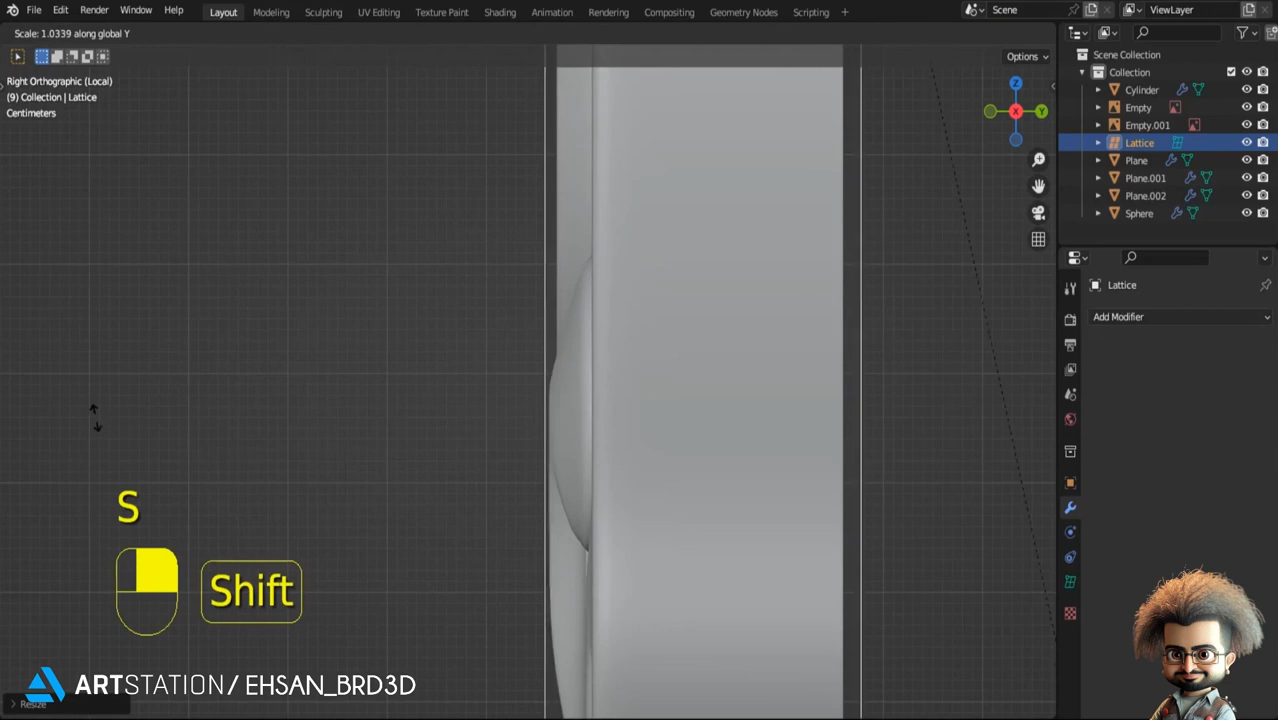 File Edit Render Window Help
Layout Modeling Sculpting UV Editing Texture Paint Shading Animation Rendering Compositing Geometry Nodes Scripting +
Scene
ViewLayer
Scale: 1.0339 along global Y
Options
Right Orthographic (Local)
(9) Collection | Lattice
Centimeters
Z
X
Y
Scene Collection
Collection
Cylinder
Empty
Empty.001
Lattice
Plane
Plane.001
Plane.002
Sphere
Lattice
Add Modifier
S
Shift
ARTSTATION/ EHSAN_BRD3D
Resize